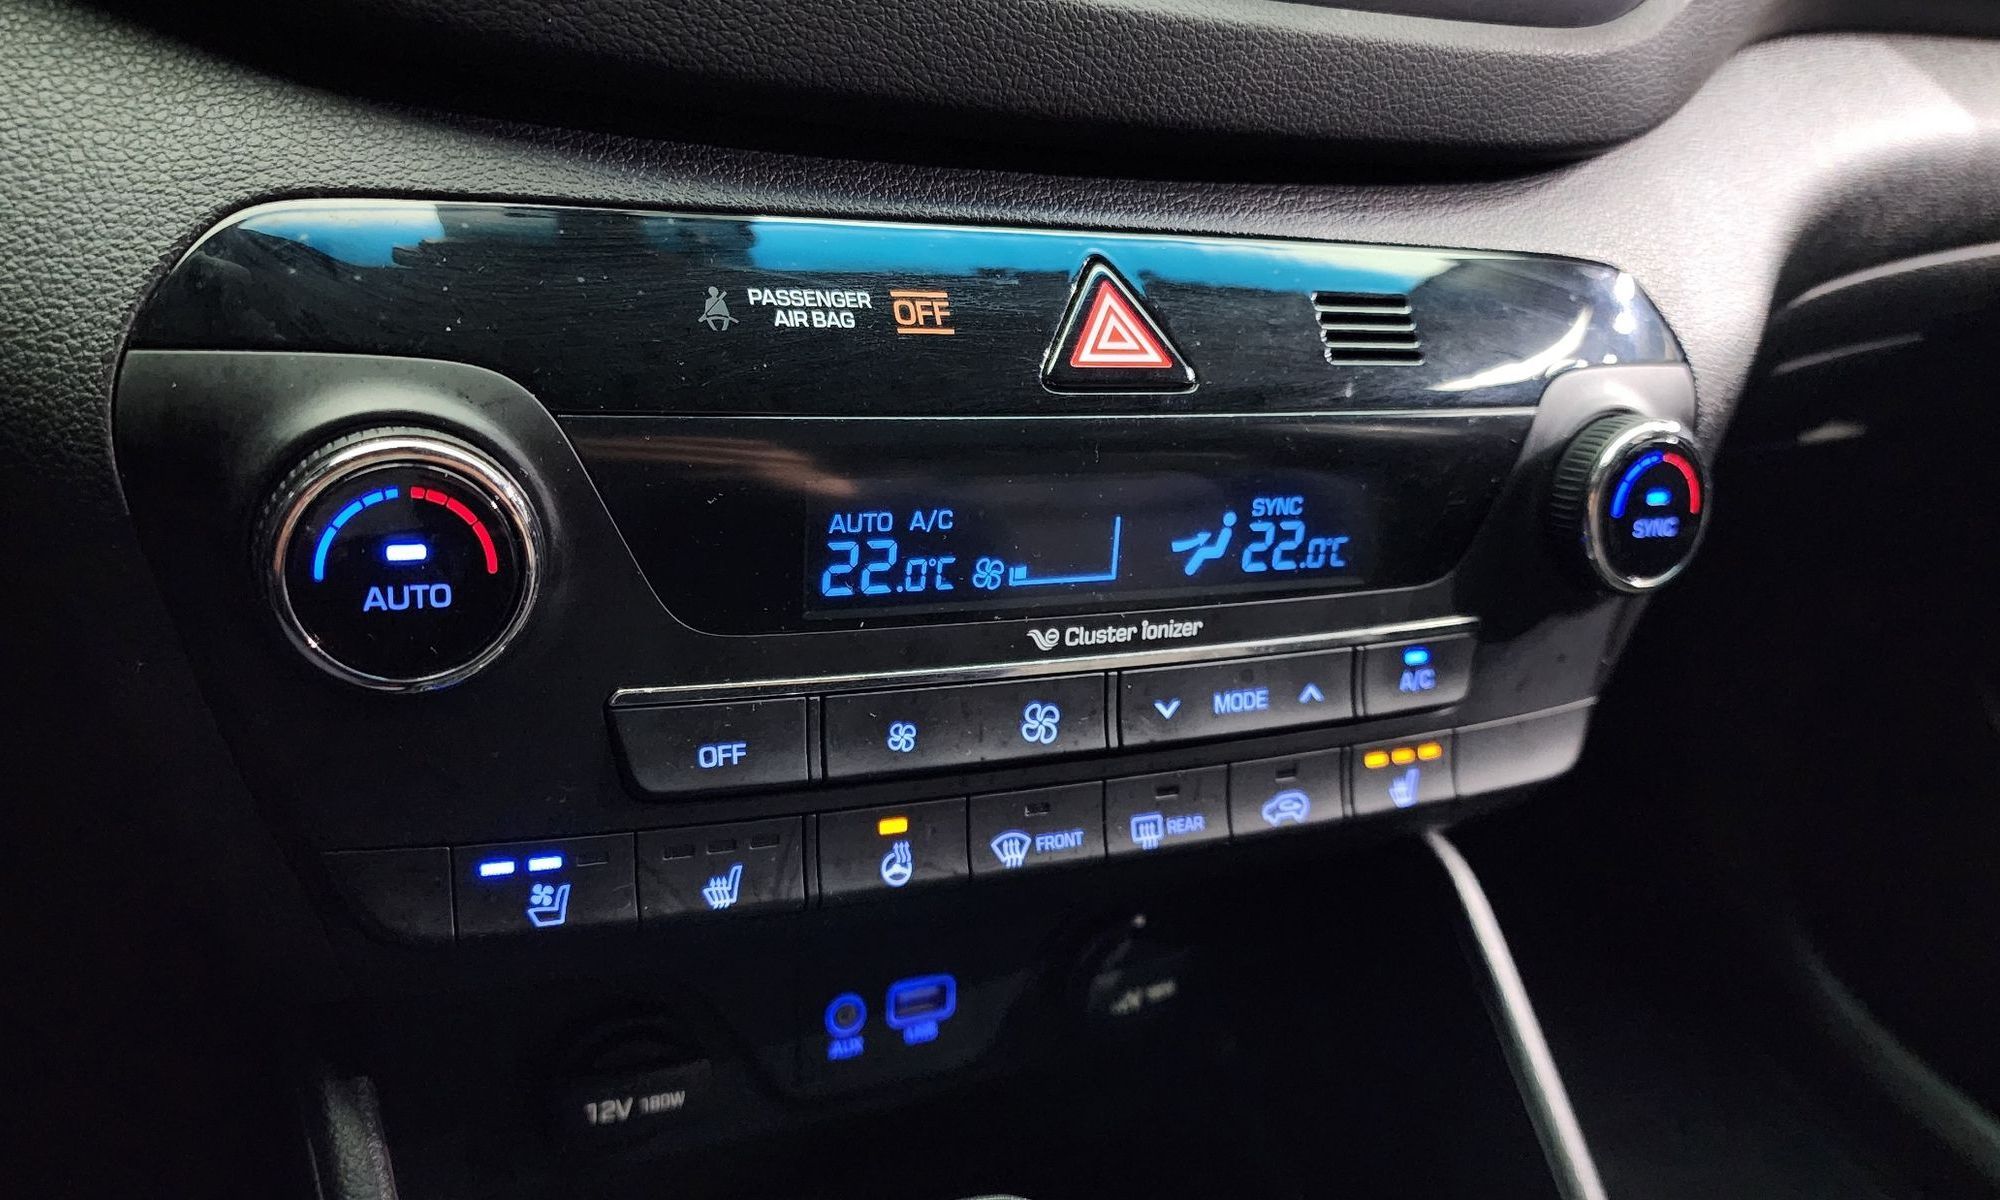 PASSENGER
AIR BAG
OFF
AUTO A/C
SYNC
22.0°C
22.0°C
AUTO
SYNC
Cluster ionizer
OFF
MODE
A/C
FRONT
REAR
AUX
USB
12V 180W